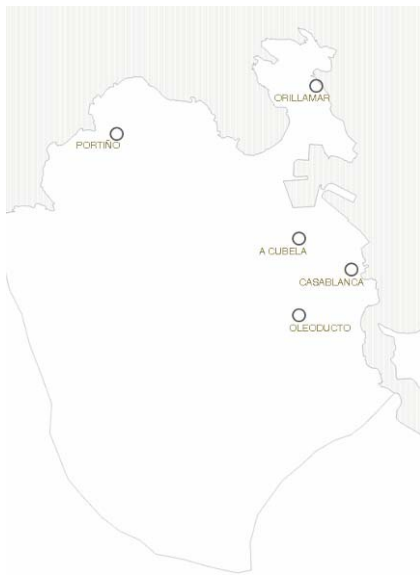 ORILLAMAR
PORTIÑO
A CUBELA
CASABLANCA
OLEODUCTO